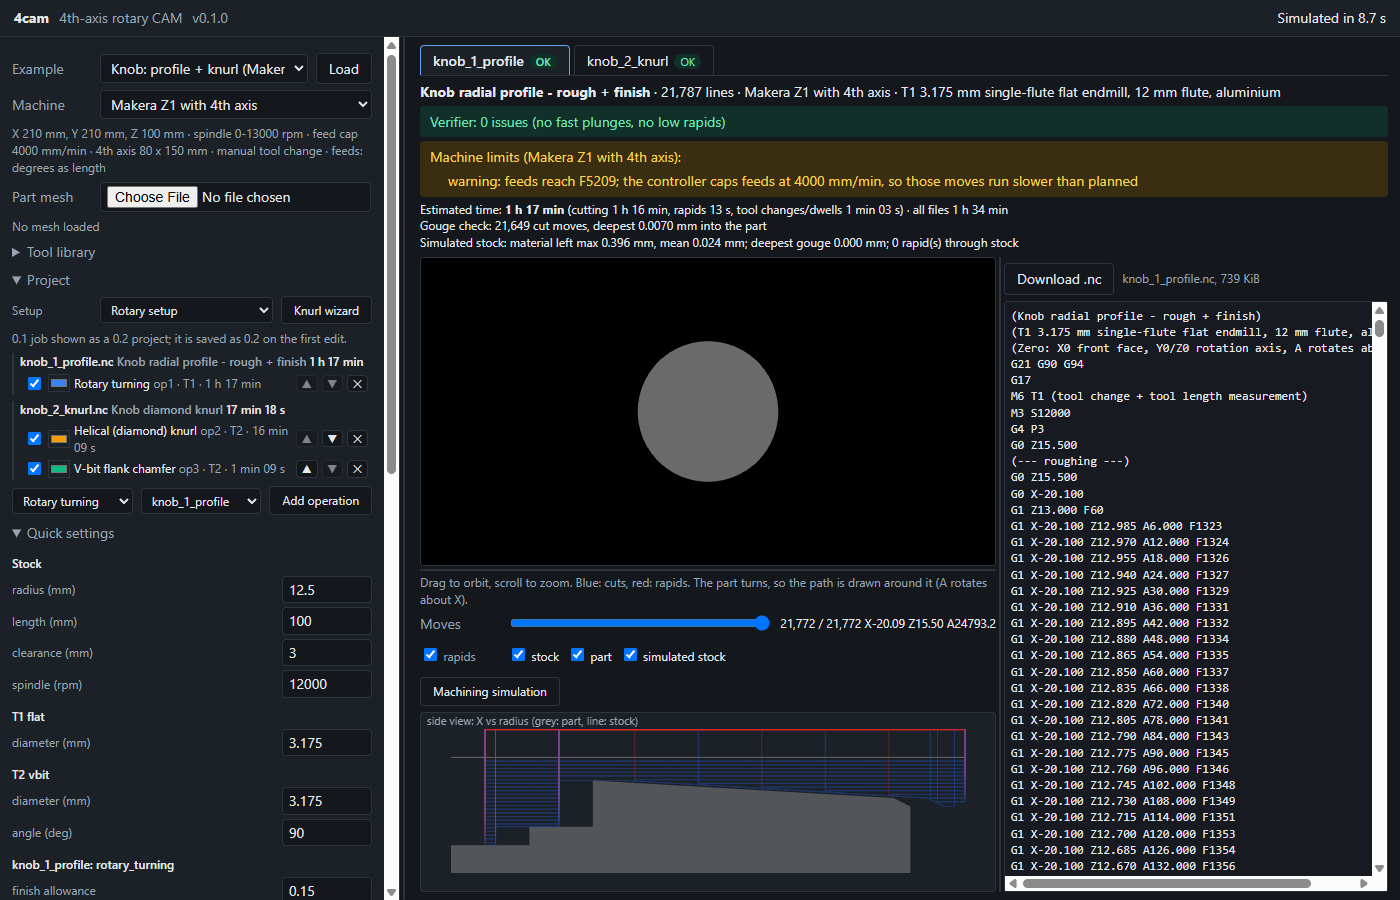 4cam 4th-axis rotary CAM v0.1.0
Simulated in 8.7 s
Example Knob: profile + knurl (Maker Load
Machine Makera Z1 with 4th axis
X 210 mm, Y 210 mm, Z 100 mm · spindle 0-13000 rpm · feed cap
4000 mm/min · 4th axis 80 x 150 mm · manual tool change · feeds:
degrees as length
Part mesh Choose File No file chosen
No mesh loaded
▶ Tool library
▼ Project
Setup Rotary setup Knurl wizard
0.1 job shown as a 0.2 project; it is saved as 0.2 on the first edit.
knob_1_profile.nc Knob radial profile - rough + finish 1 h 17 min
Rotary turning op1 · T1 · 1 h 17 min ▲ ▼ ✕
knob_2_knurl.nc Knob diamond knurl 17 min 18 s
Helical (diamond) knurl op2 · T2 · 16 min
09 s ▲ ▼ ✕
V-bit flank chamfer op3 · T2 · 1 min 09 s ▲ ▼ ✕
Rotary turning knob_1_profile Add operation
▼ Quick settings
Stock
radius (mm) 12.5
length (mm) 100
clearance (mm) 3
spindle (rpm) 12000
T1 flat
diameter (mm) 3.175
T2 vbit
diameter (mm) 3.175
angle (deg) 90
knob_1_profile: rotary_turning
finish allowance 0.15
knob_1_profile OK knob_2_knurl OK
Knob radial profile - rough + finish · 21,787 lines · Makera Z1 with 4th axis · T1 3.175 mm single-flute flat endmill, 12 mm flute, aluminium
Verifier: 0 issues (no fast plunges, no low rapids)
Machine limits (Makera Z1 with 4th axis):
warning: feeds reach F5209; the controller caps feeds at 4000 mm/min, so those moves run slower than planned
Estimated time: 1 h 17 min (cutting 1 h 16 min, rapids 13 s, tool changes/dwells 1 min 03 s) · all files 1 h 34 min
Gouge check: 21,649 cut moves, deepest 0.0070 mm into the part
Simulated stock: material left max 0.396 mm, mean 0.024 mm; deepest gouge 0.000 mm; 0 rapid(s) through stock
Drag to orbit, scroll to zoom. Blue: cuts, red: rapids. The part turns, so the path is drawn around it (A rotates
about X).
Moves 21,772 / 21,772 X-20.09 Z15.50 A24793.2
rapids stock part simulated stock
Machining simulation
side view: X vs radius (grey: part, line: stock)
Download .nc knob_1_profile.nc, 739 KiB
(Knob radial profile - rough + finish)
(T1 3.175 mm single-flute flat endmill, 12 mm flute, al
(Zero: X0 front face, Y0/Z0 rotation axis, A rotates ab
G21 G90 G94
G17
M6 T1 (tool change + tool length measurement)
M3 S12000
G4 P3
G0 Z15.500
(--- roughing ---)
G0 Z15.500
G0 X-20.100
G1 Z13.000 F60
G1 X-20.100 Z12.985 A6.000 F1323
G1 X-20.100 Z12.970 A12.000 F1324
G1 X-20.100 Z12.955 A18.000 F1326
G1 X-20.100 Z12.940 A24.000 F1327
G1 X-20.100 Z12.925 A30.000 F1329
G1 X-20.100 Z12.910 A36.000 F1331
G1 X-20.100 Z12.895 A42.000 F1332
G1 X-20.100 Z12.880 A48.000 F1334
G1 X-20.100 Z12.865 A54.000 F1335
G1 X-20.100 Z12.850 A60.000 F1337
G1 X-20.100 Z12.835 A66.000 F1338
G1 X-20.100 Z12.820 A72.000 F1340
G1 X-20.100 Z12.805 A78.000 F1341
G1 X-20.100 Z12.790 A84.000 F1343
G1 X-20.100 Z12.775 A90.000 F1345
G1 X-20.100 Z12.760 A96.000 F1346
G1 X-20.100 Z12.745 A102.000 F1348
G1 X-20.100 Z12.730 A108.000 F1349
G1 X-20.100 Z12.715 A114.000 F1351
G1 X-20.100 Z12.700 A120.000 F1353
G1 X-20.100 Z12.685 A126.000 F1354
G1 X-20.100 Z12.670 A132.000 F1356